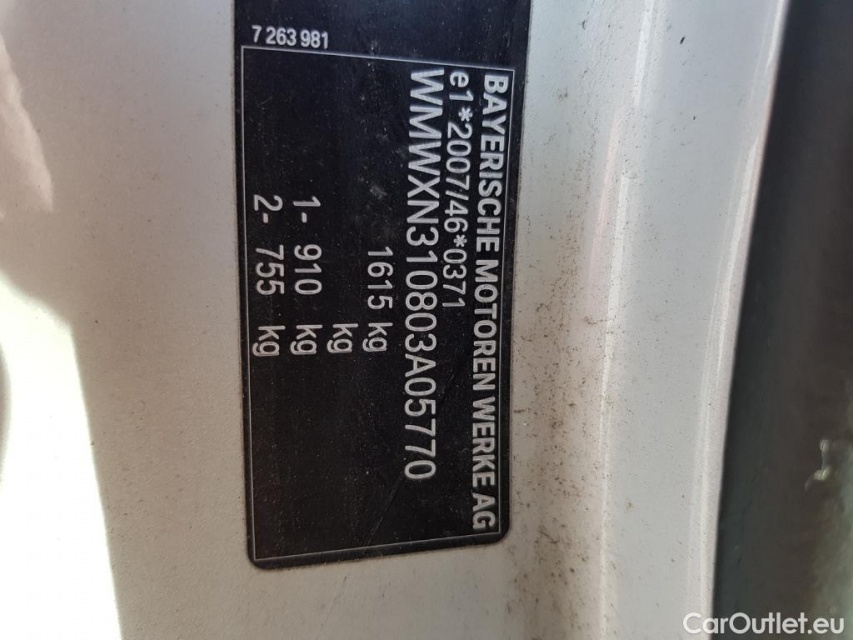 7 263 981
BAYERISCHE MOTOREN WERKE AG
e1*2007/46*0371
WMWXN310803A05770
1615 kg
kg
1- 910 kg
2- 755 kg
CarOutlet.eu